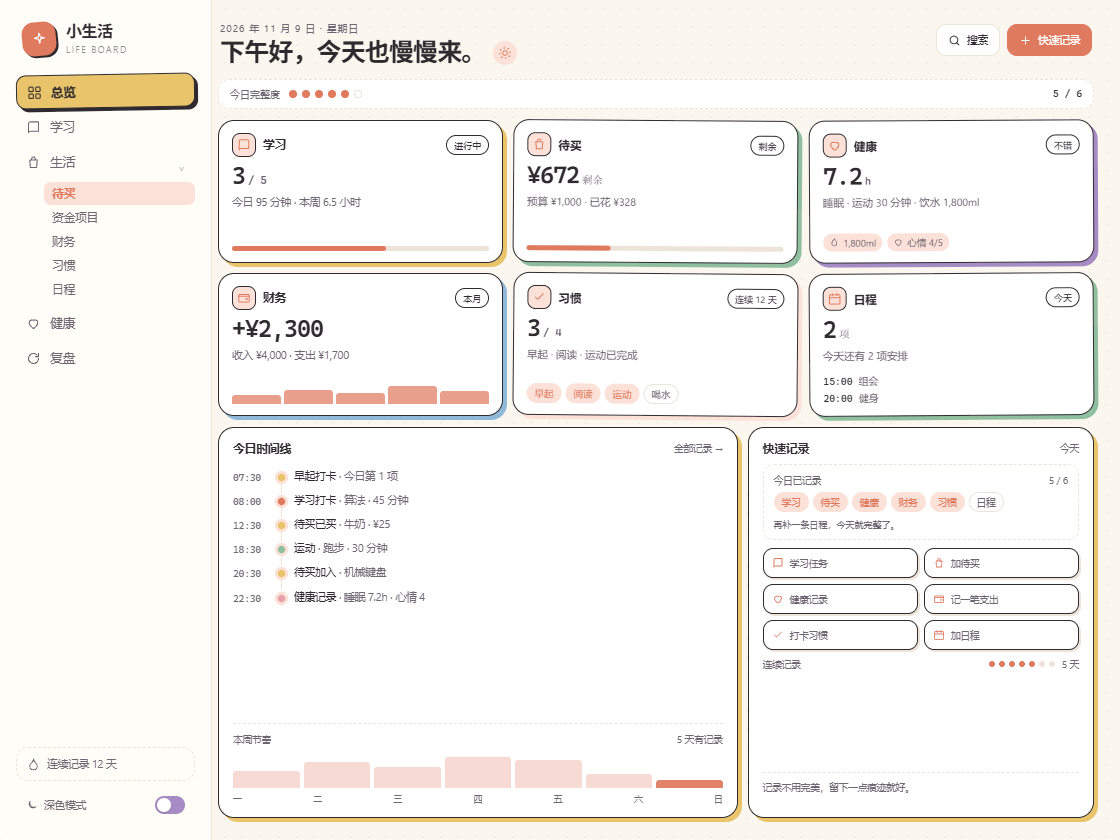 小生活
LIFE BOARD
总览
学习
生活
待买
资金项目
财务
习惯
日程
健康
复盘
连续记录 12 天
深色模式
2026 年 11 月 9 日 · 星期日
下午好，今天也慢慢来。
搜索
快速记录
今日完整度
5 / 6
学习
进行中
3 / 5
今日 95 分钟 · 本周 6.5 小时
待买
剩余
¥672 剩余
预算 ¥1,000 · 已花 ¥328
健康
不错
7.2 h
睡眠 · 运动 30 分钟 · 饮水 1,800ml
1,800ml
心情 4/5
财务
本月
+¥2,300
收入 ¥4,000 · 支出 ¥1,700
习惯
连续 12 天
3 / 4
早起 · 阅读 · 运动已完成
早起
阅读
运动
喝水
日程
今天
2 项
今天还有 2 项安排
15:00 组会
20:00 健身
今日时间线
全部记录 →
07:30 早起打卡 · 今日第 1 项
08:00 学习打卡 · 算法 · 45 分钟
12:30 待买已买 · 牛奶 · ¥25
18:30 运动 · 跑步 · 30 分钟
20:30 待买加入 · 机械键盘
22:30 健康记录 · 睡眠 7.2h · 心情 4
本周节奏
5 天有记录
一 二 三 四 五 六 日
快速记录
今天
今日已记录
5 / 6
学习
待买
健康
财务
习惯
日程
再补一条日程，今天就完整了。
学习任务
加待买
健康记录
记一笔支出
打卡习惯
加日程
连续记录
5 天
记录不用完美，留下一点痕迹就好。